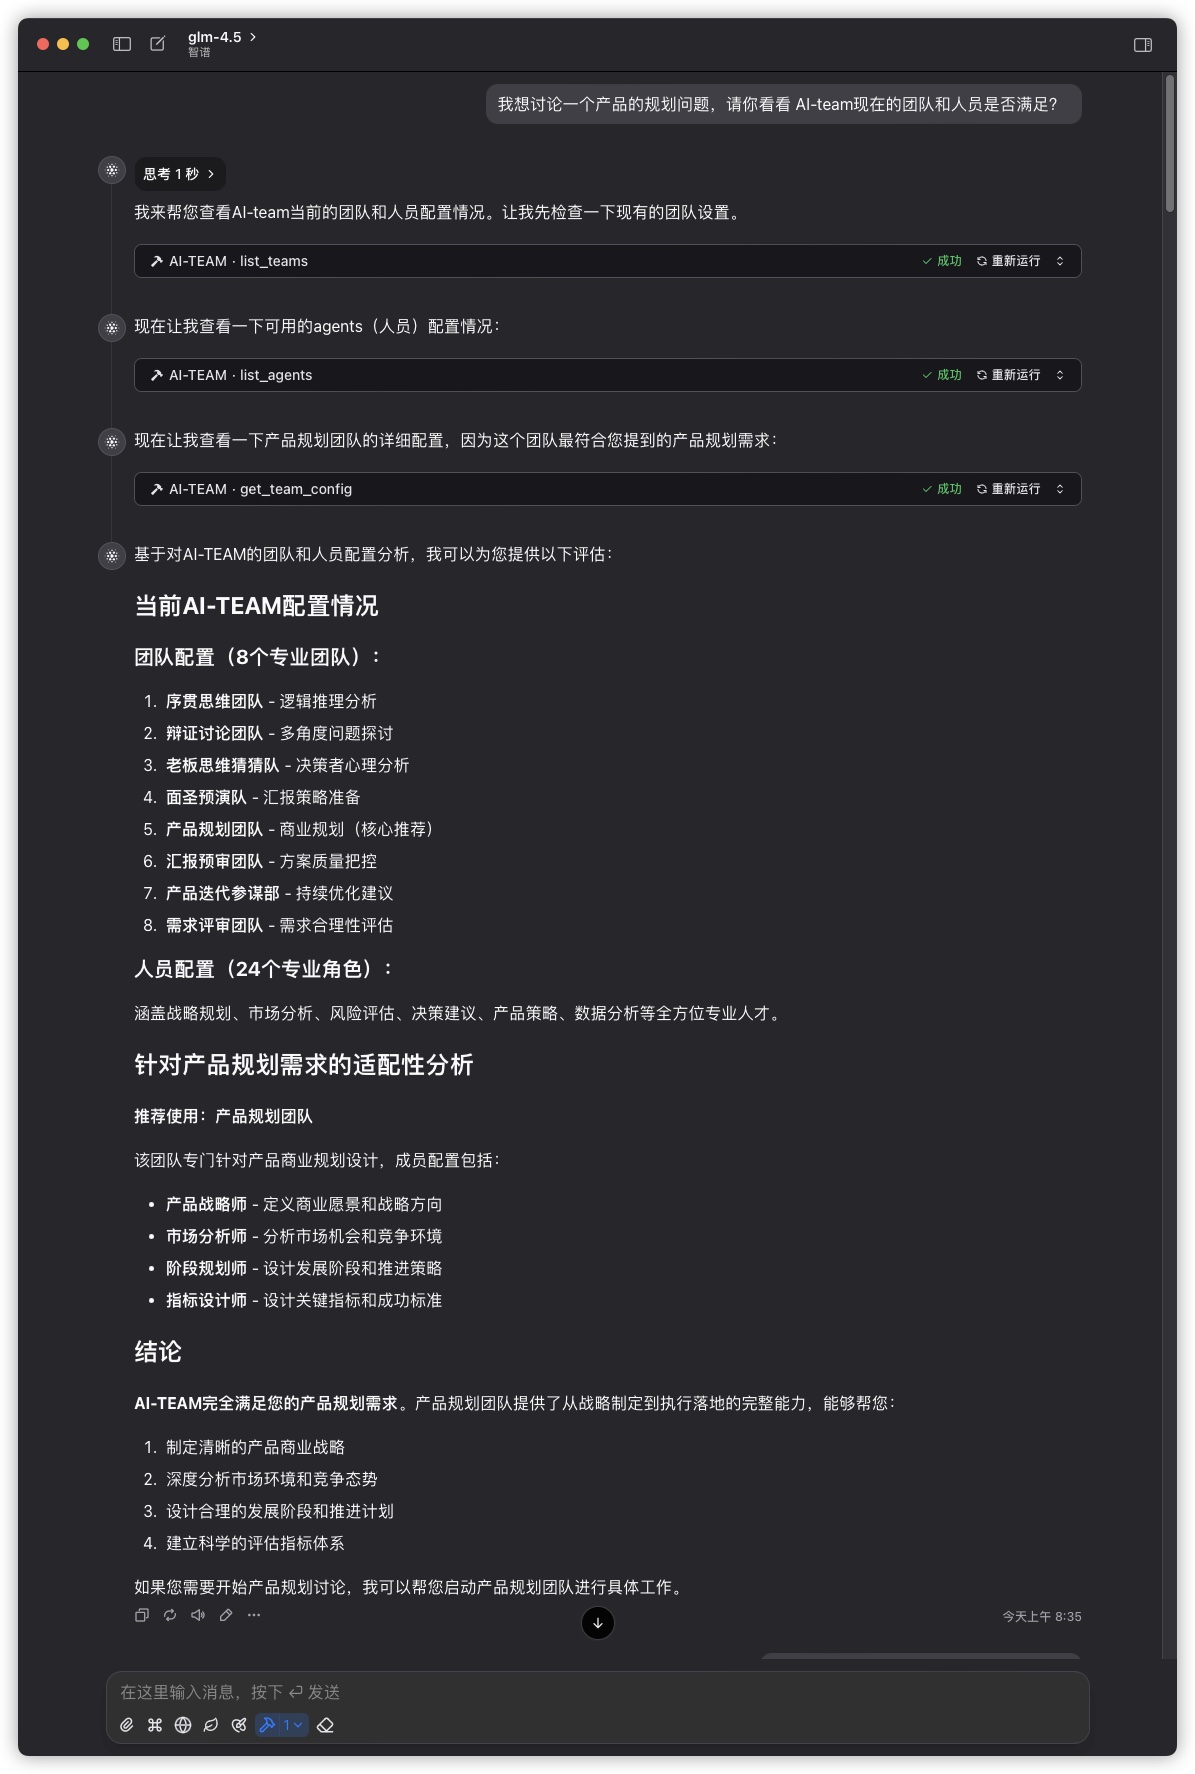 glm-4.5
智谱
我想讨论一个产品的规划问题，请你看看 AI-team现在的团队和人员是否满足？
思考 1 秒
我来帮您查看AI-team当前的团队和人员配置情况。让我先检查一下现有的团队设置。
AI-TEAM · list_teams 成功 重新运行
现在让我查看一下可用的agents（人员）配置情况：
AI-TEAM · list_agents 成功 重新运行
现在让我查看一下产品规划团队的详细配置，因为这个团队最符合您提到的产品规划需求：
AI-TEAM · get_team_config 成功 重新运行
基于对AI-TEAM的团队和人员配置分析，我可以为您提供以下评估：
当前AI-TEAM配置情况
团队配置（8个专业团队）：
1. 序贯思维团队 - 逻辑推理分析
2. 辩证讨论团队 - 多角度问题探讨
3. 老板思维猜猜队 - 决策者心理分析
4. 面圣预演队 - 汇报策略准备
5. 产品规划团队 - 商业规划（核心推荐）
6. 汇报预审团队 - 方案质量把控
7. 产品迭代参谋部 - 持续优化建议
8. 需求评审团队 - 需求合理性评估
人员配置（24个专业角色）：
涵盖战略规划、市场分析、风险评估、决策建议、产品策略、数据分析等全方位专业人才。
针对产品规划需求的适配性分析
推荐使用：产品规划团队
该团队专门针对产品商业规划设计，成员配置包括：
• 产品战略师 - 定义商业愿景和战略方向
• 市场分析师 - 分析市场机会和竞争环境
• 阶段规划师 - 设计发展阶段和推进策略
• 指标设计师 - 设计关键指标和成功标准
结论
AI-TEAM完全满足您的产品规划需求。产品规划团队提供了从战略制定到执行落地的完整能力，能够帮您：
1. 制定清晰的产品商业战略
2. 深度分析市场环境和竞争态势
3. 设计合理的发展阶段和推进计划
4. 建立科学的评估指标体系
如果您需要开始产品规划讨论，我可以帮您启动产品规划团队进行具体工作。
今天上午 8:35
在这里输入消息，按下 ⏎ 发送
1